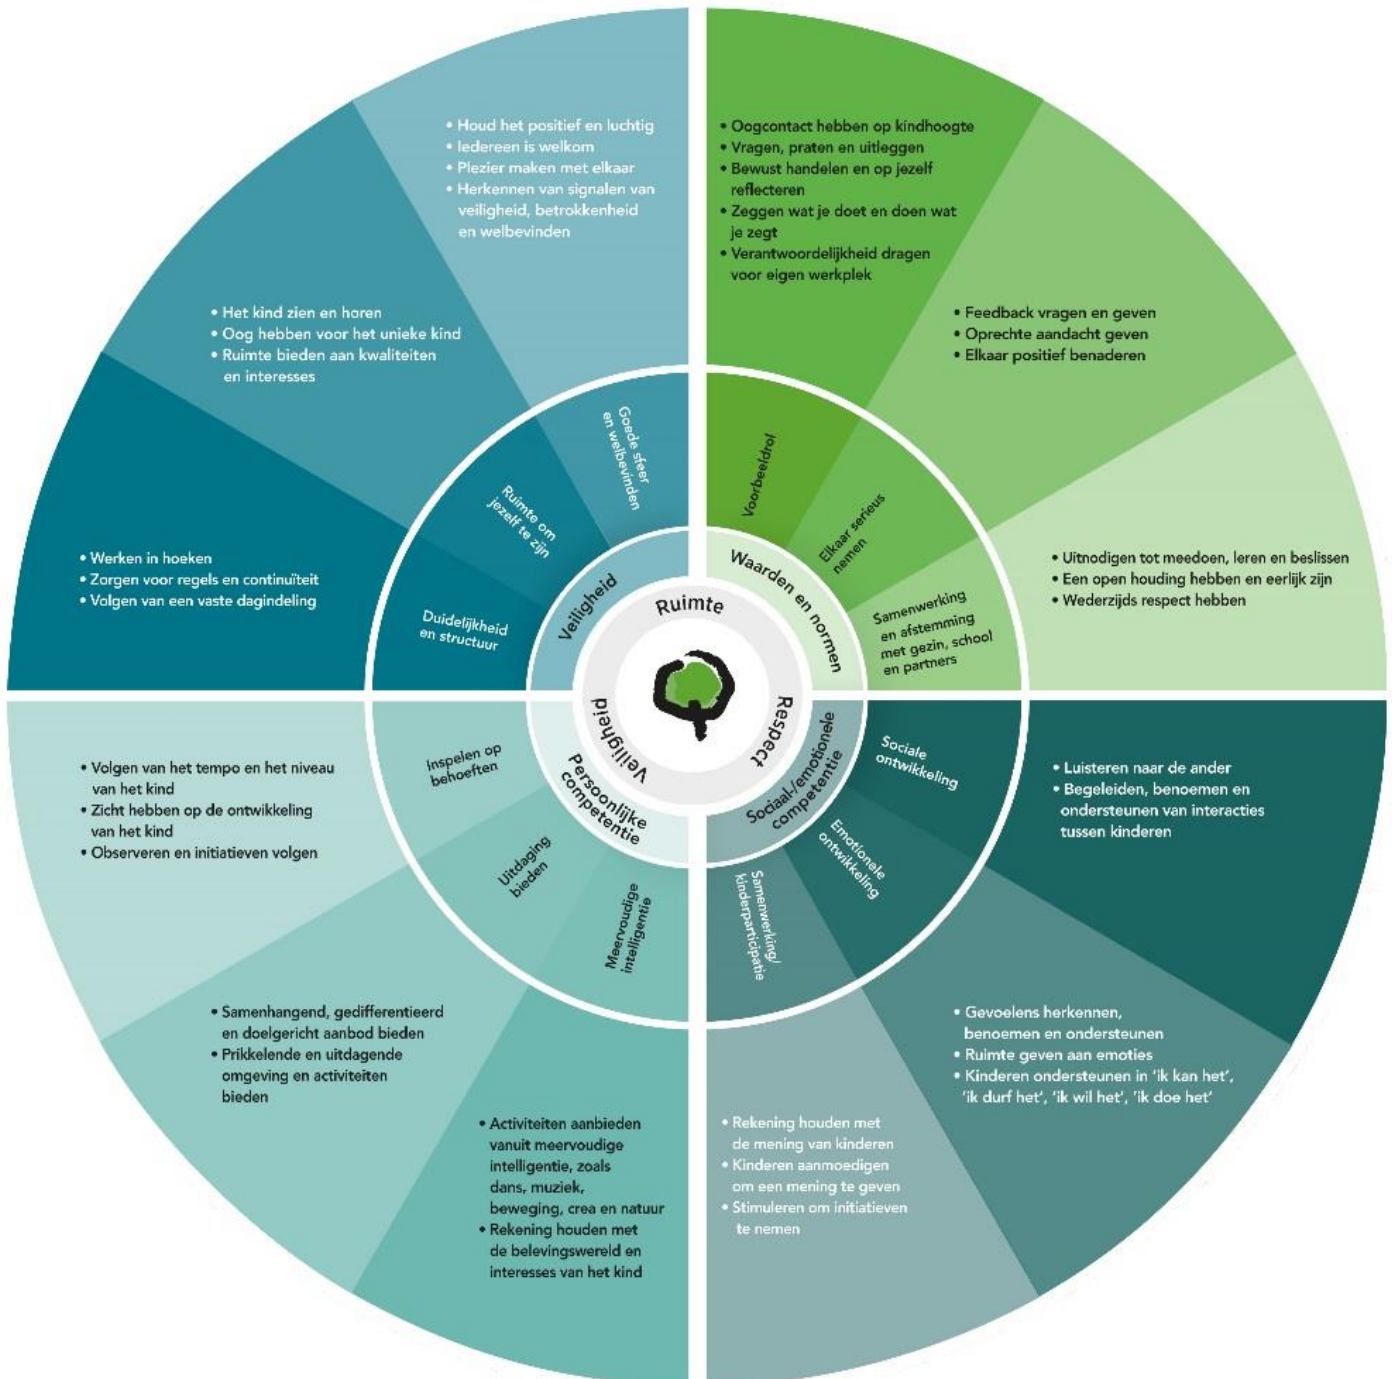 • Houd het positief en luchtig
• Iedereen is welkom
• Plezier maken met elkaar
• Herkennen van signalen van
veiligheid, betrokkenheid
en welbevinden
• Het kind zien en horen
• Oog hebben voor het unieke kind
• Ruimte bieden aan kwaliteiten
en interesses
• Werken in hoeken
• Zorgen voor regels en continuïteit
• Volgen van een vaste dagindeling
Goede sfeer
en welbevinden
Ruimte om
jezelf te zijn
Duidelijkheid
en structuur
Veiligheid
• Oogcontact hebben op kindhoogte
• Vragen, praten en uitleggen
• Bewust handelen en op jezelf
reflecteren
• Zeggen wat je doet en doen wat
je zegt
• Verantwoordelijkheid dragen
voor eigen werkplek
• Feedback vragen en geven
• Oprechte aandacht geven
• Elkaar positief benaderen
• Uitnodigen tot meedoen, leren en beslissen
• Een open houding hebben en eerlijk zijn
• Wederzijds respect hebben
Voorbeeldrol
Elkaar serieus
nemen
Samenwerking
en afstemming
met gezin, school
en partners
Waarden en normen
Ruimte
Respect
Veiligheid
Inspelen op
behoeften
Uitdaging
bieden
Meervoudige
intelligentie
Persoonlijke
competentie
• Volgen van het tempo en het niveau
van het kind
• Zicht hebben op de ontwikkeling
van het kind
• Observeren en initiatieven volgen
• Samenhangend, gedifferentieerd
en doelgericht aanbod bieden
• Prikkelende en uitdagende
omgeving en activiteiten
bieden
• Activiteiten aanbieden
vanuit meervoudige
intelligentie, zoals
dans, muziek,
beweging, crea en natuur
• Rekening houden met
de belevingswereld en
interesses van het kind
Sociaal-/emotionele
competentie
Sociale
ontwikkeling
Emotionele
ontwikkeling
Samenwerking/
kinderparticipatie
• Luisteren naar de ander
• Begeleiden, benoemen en
ondersteunen van interacties
tussen kinderen
• Gevoelens herkennen,
benoemen en ondersteunen
• Ruimte geven aan emoties
• Kinderen ondersteunen in ‘ik kan het’,
‘ik durf het’, ‘ik wil het’, ‘ik doe het’
• Rekening houden met
de mening van kinderen
• Kinderen aanmoedigen
om een mening te geven
• Stimuleren om initiatieven
te nemen